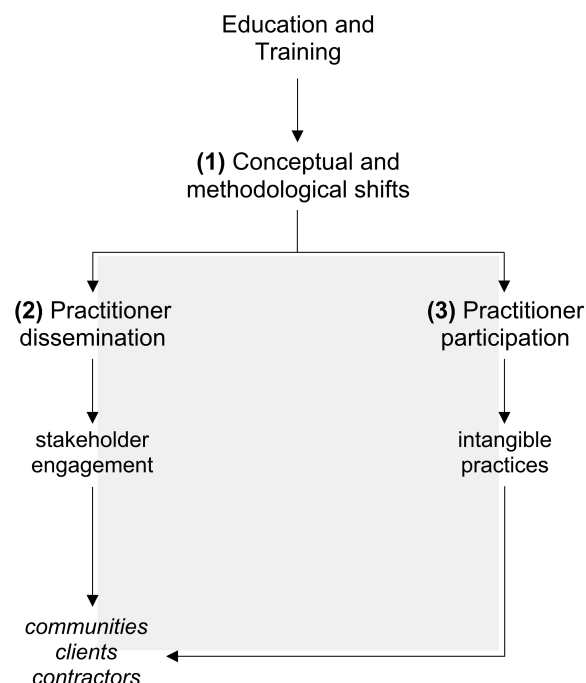 Education and
Training
(1) Conceptual and
methodological shifts
(2) Practitioner
dissemination
(3) Practitioner
participation
stakeholder
engagement
intangible
practices
communities
clients
contractors